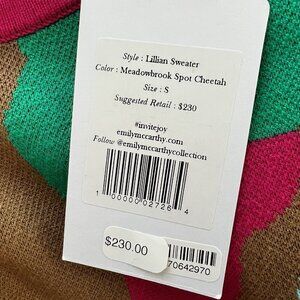 Style : Lillian Sweater
Color : Meadowbrook Spot Cheetah
Size : S
Suggested Retail : $230
#invitejoy
emilymccarthy.com
Follow @emilymccarthycollection
1 00000 02726 4
$230.00
70642970